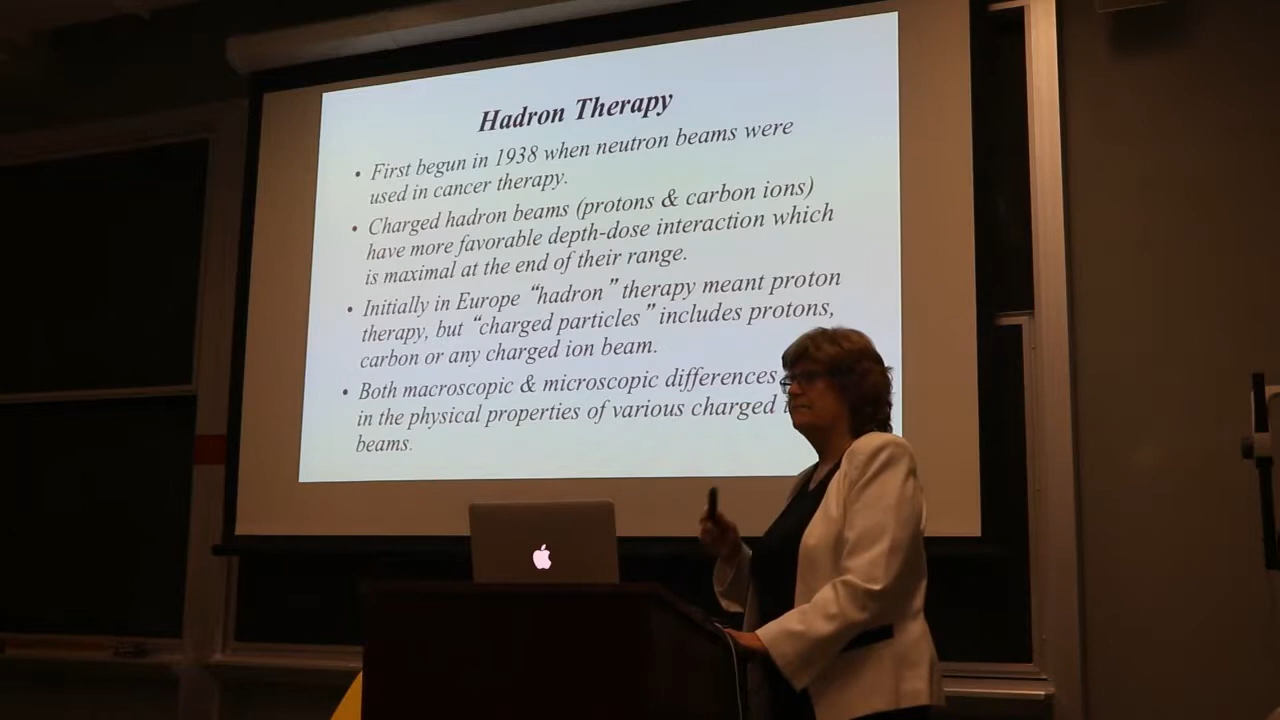 Hadron Therapy
• First begun in 1938 when neutron beams were
used in cancer therapy.
• Charged hadron beams (protons & carbon ions)
have more favorable depth-dose interaction which
is maximal at the end of their range.
• Initially in Europe “hadron” therapy meant proton
therapy, but “charged particles” includes protons,
carbon or any charged ion beam.
• Both macroscopic & microscopic differences
in the physical properties of various charged
beams.